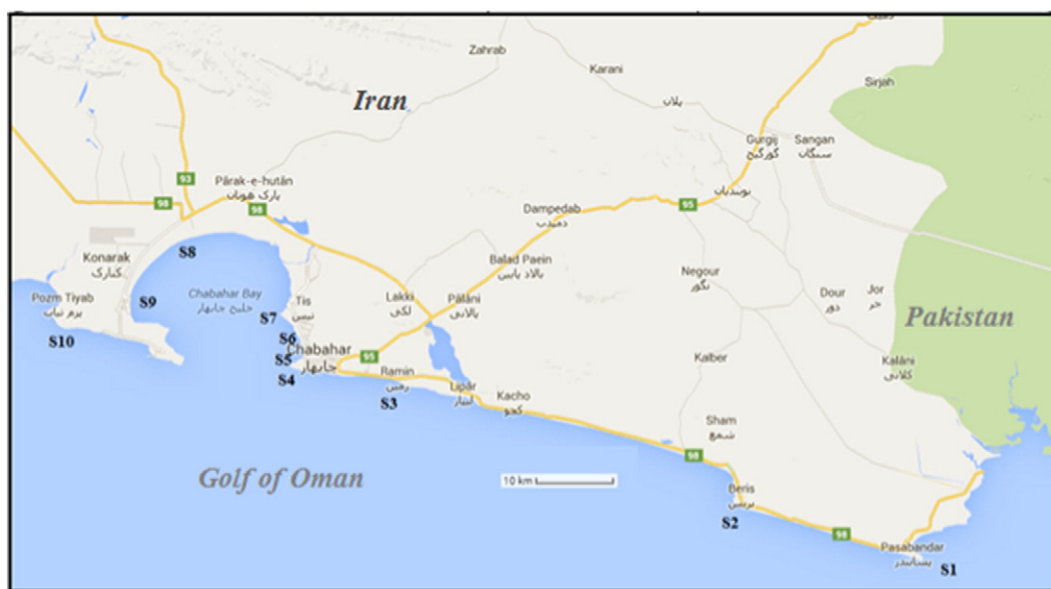 Zahrab
Karani
Iran
پلان
Sirjah
Gurgij
گورگیج
Sangan
سنگان
93
Pārak-e-hutān
پارک هوتان
نوبندیان
98
98
95
Dampedab
دمپدب
S8
Konarak
کنارک
Balad Paein
بالاد پایین
Negour
نگور
Pozm Tiyab
پزم تیاب
S9
Chabahar Bay
خلیج چابهار
Tis
تیس
Lakki
لکی
Pālāni
پالانی
Dour
دور
Jor
جر
S7
Pakistan
S10
S6
Chabahar
چابهار
S5
95
Kalber
Kalāni
کلانی
S4
Ramin
رمین
Lipār
لیپار
Kacho
کچو
S3
Sham
شمع
98
Golf of Oman
10 km
Beris
بریس
S2
98
Pasabandar
پسابندر
S1